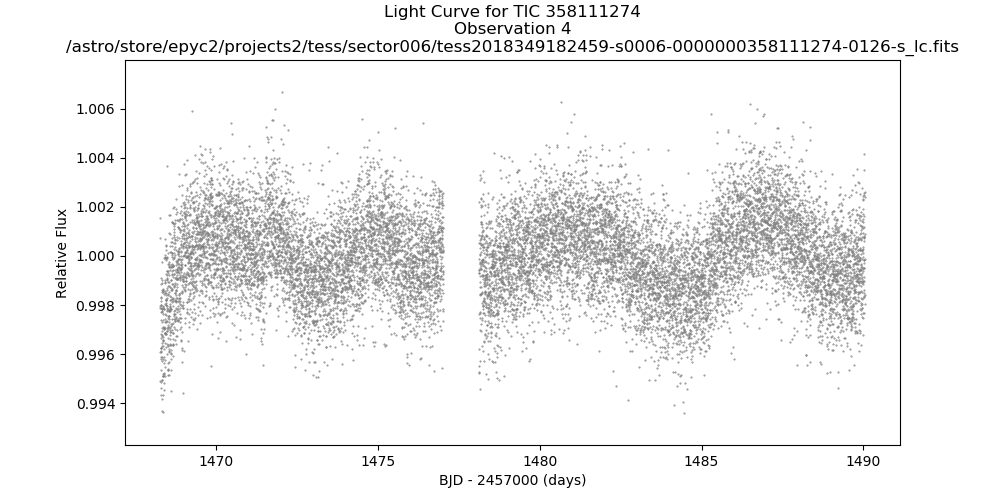 Light Curve for TIC 358111274
Observation 4
/astro/store/epyc2/projects2/tess/sector006/tess2018349182459-s0006-0000000358111274-0126-s_lc.fits
1.006
1.004
1.002
1.000
0.998
0.996
0.994
Relative Flux
1470
1475
1480
1485
1490
BJD - 2457000 (days)